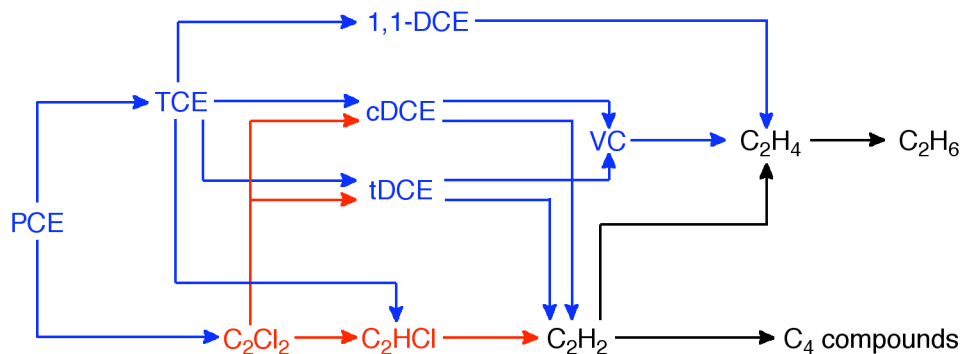 1,1-DCE
TCE
cDCE
VC
C₂H₄
C₂H₆
tDCE
PCE
C₂Cl₂
C₂HCl
C₂H₂
C₄ compounds